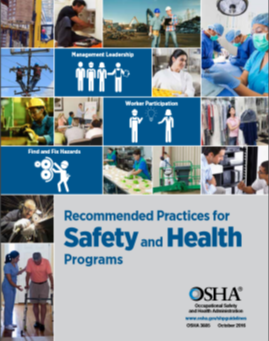 Management Leadership
Worker Participation
Find and Fix Hazards
Recommended Practices for
Safety and Health
Programs
OSHA®
Occupational Safety
and Health Administration
www.osha.gov/shpguidelines
OSHA 3885 October 2016